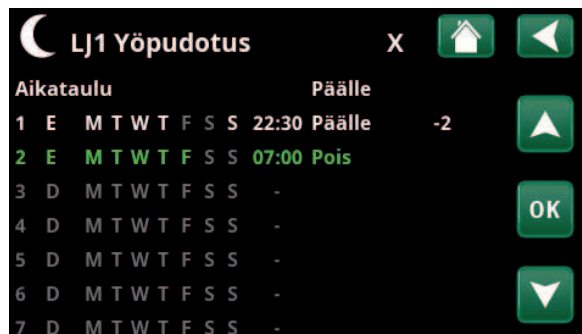 LJ1 Yöpudotus X
Aikataulu Päälle
1 E M T W T F S S 22:30 Päälle -2
2 E M T W T F S S 07:00 Pois
3 D M T W T F S S -
4 D M T W T F S S -
OK
5 D M T W T F S S -
6 D M T W T F S S -
7 D M T W T F S S -